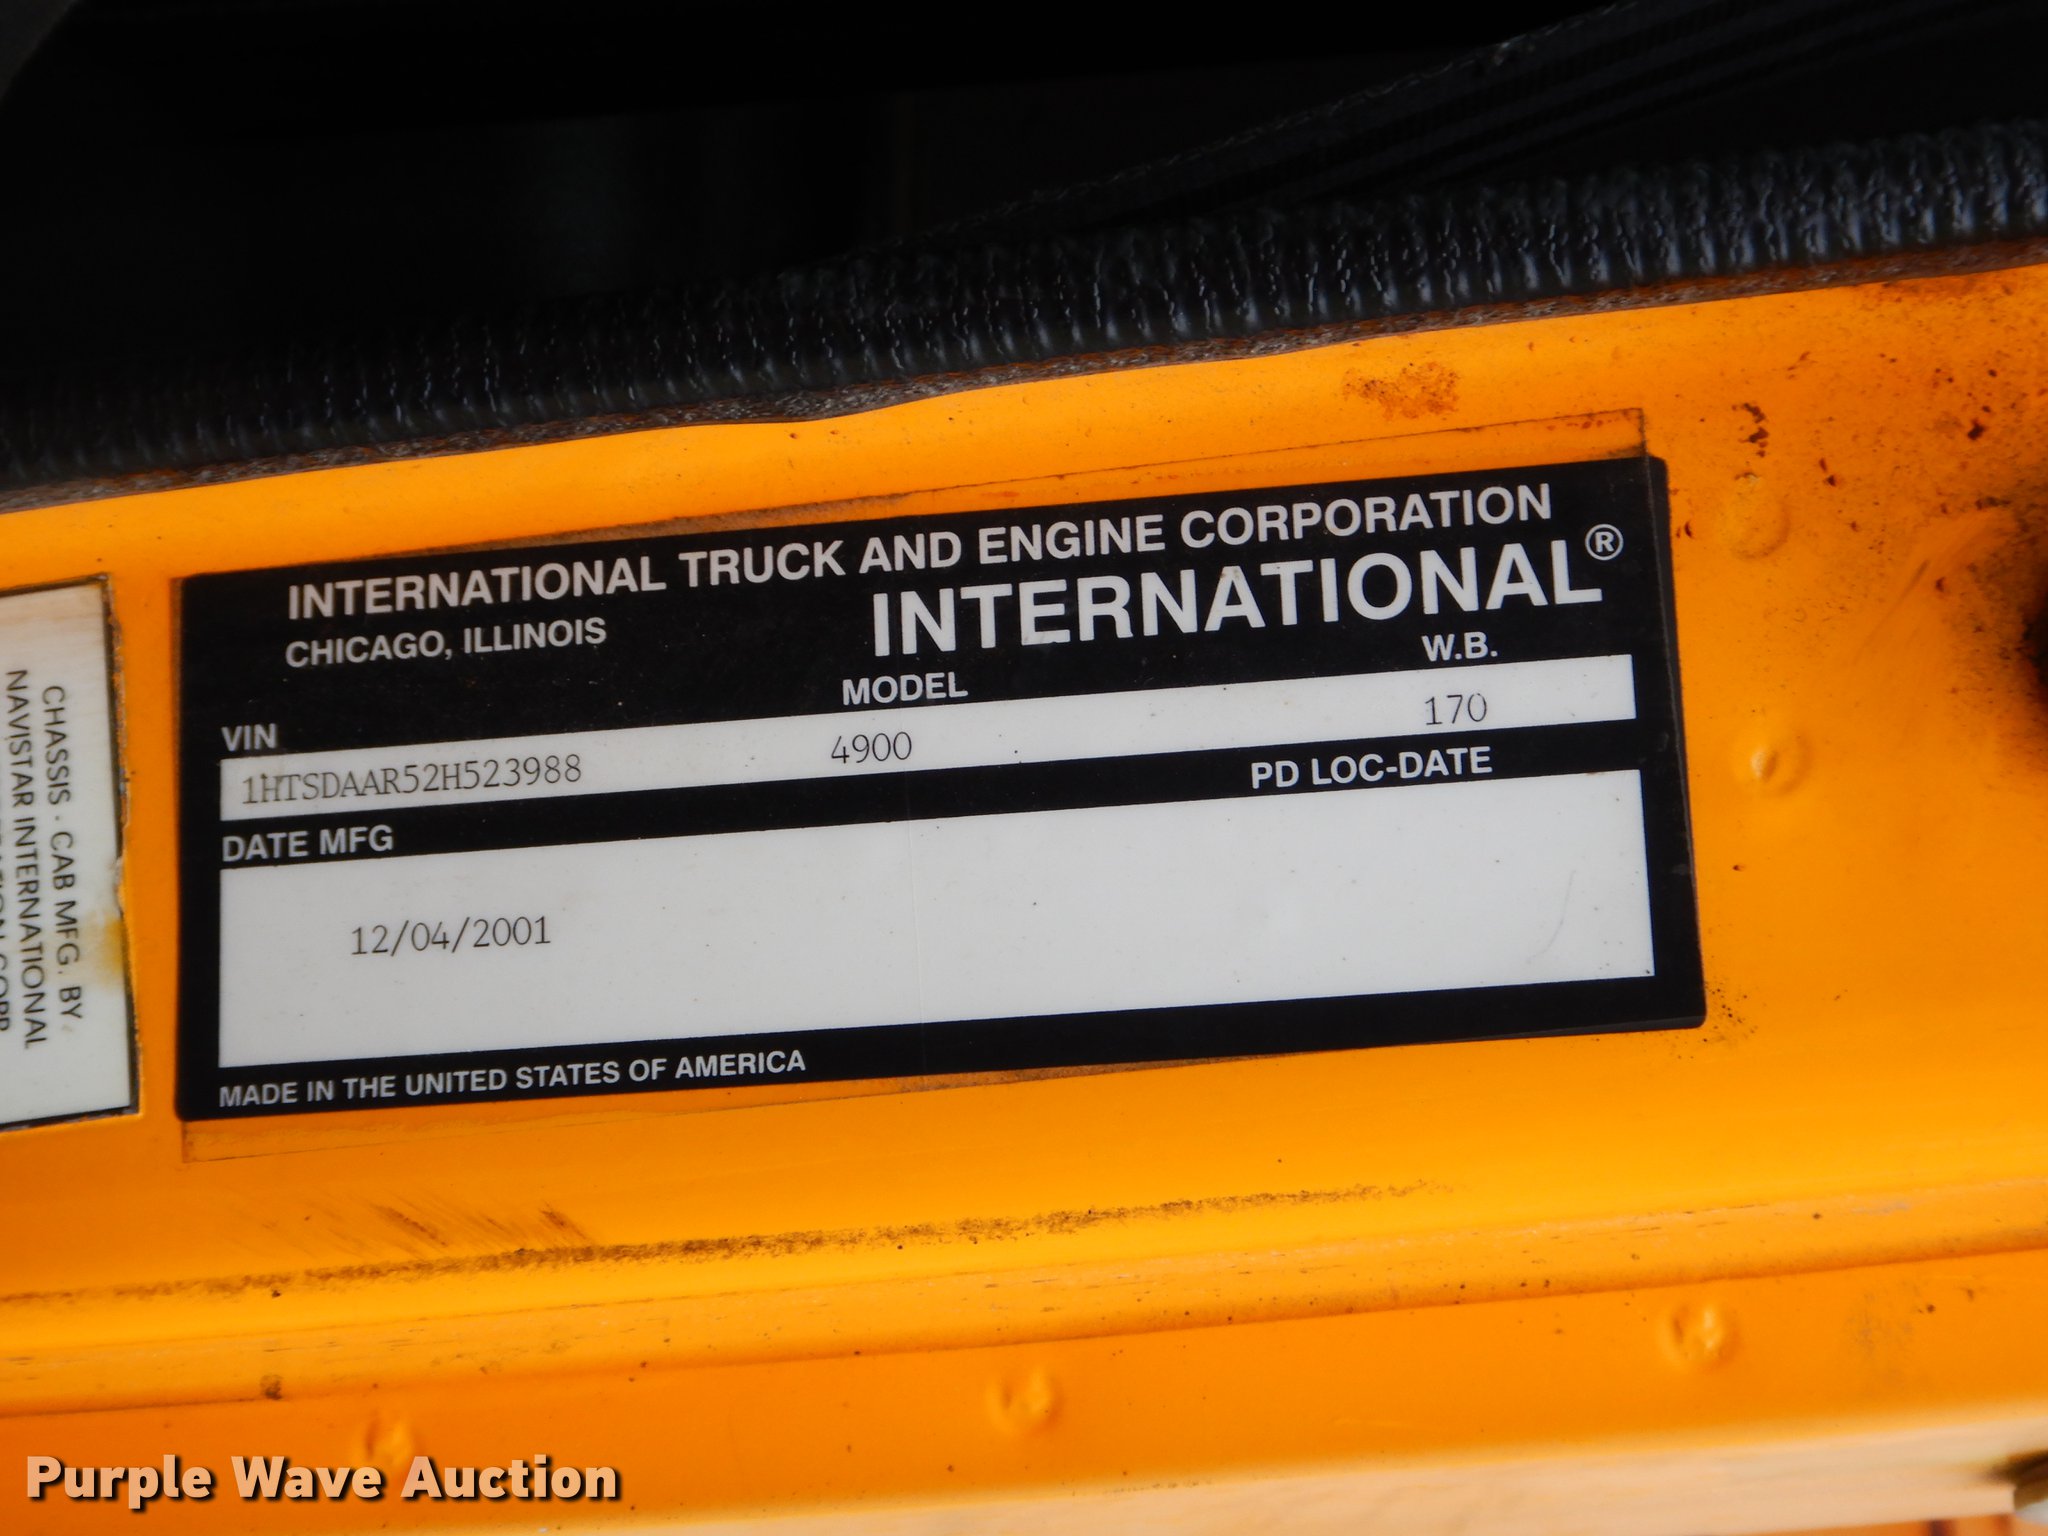 INTERNATIONAL TRUCK AND ENGINE CORPORATION
CHICAGO, ILLINOIS
INTERNATIONAL®
VIN MODEL W.B.
1HTSDAAR52H523988 4900 170
DATE MFG PD LOC-DATE
12/04/2001
MADE IN THE UNITED STATES OF AMERICA
CHASSIS - CAB MFG. BY
NAVISTAR INTERNATIONAL
Purple Wave Auction